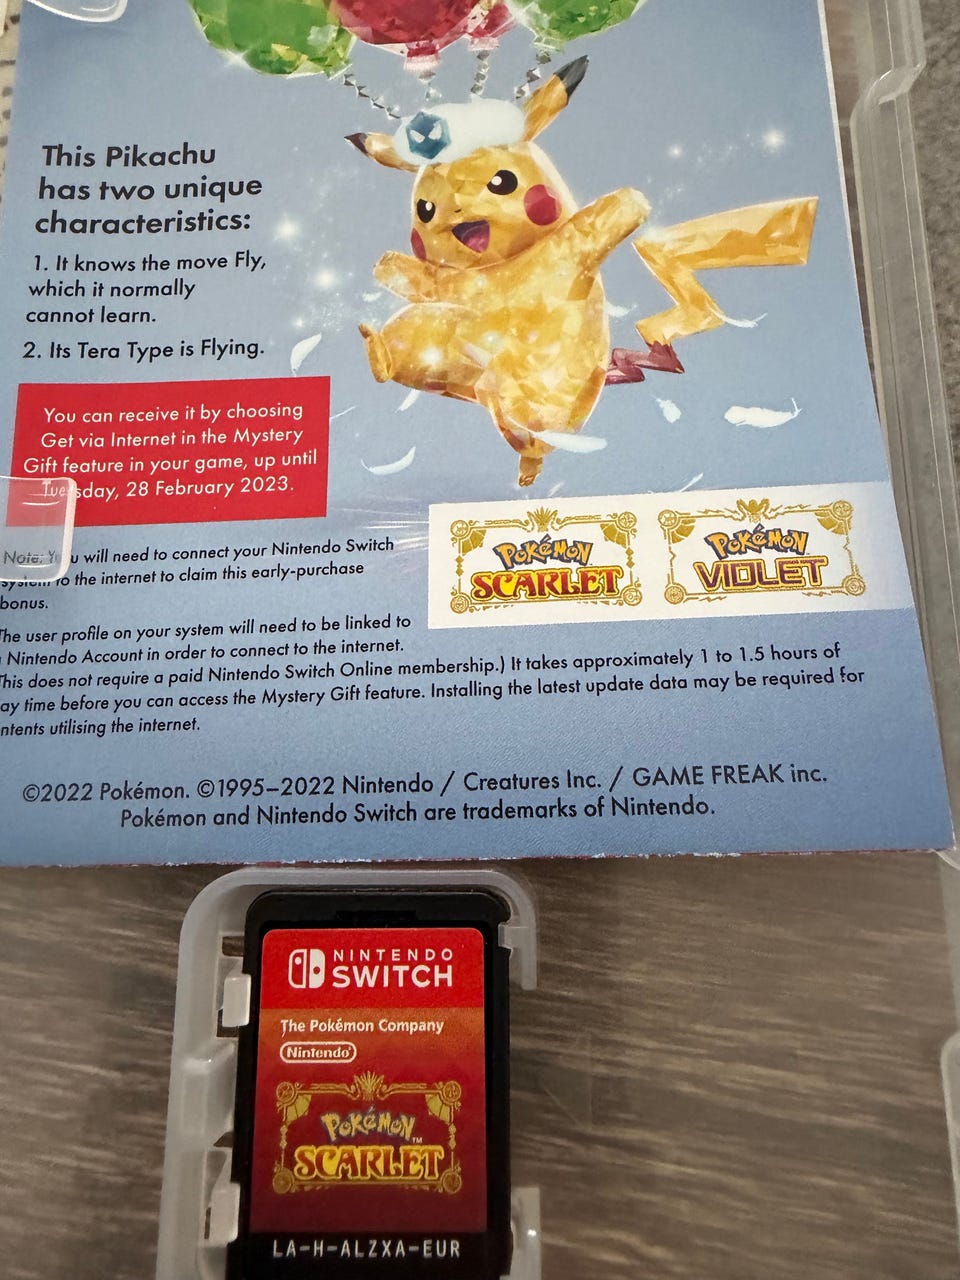 This Pikachu
has two unique
characteristics:
1. It knows the move Fly,
which it normally
cannot learn.
2. Its Tera Type is Flying.
You can receive it by choosing
Get via Internet in the Mystery
Gift feature in your game, up until
Tuesday, 28 February 2023.
Note: You will need to connect your Nintendo Switch
system to the internet to claim this early-purchase
bonus.
The user profile on your system will need to be linked to
Nintendo Account in order to connect to the internet.
This does not require a paid Nintendo Switch Online membership.) It takes approximately 1 to 1.5 hours of
ay time before you can access the Mystery Gift feature. Installing the latest update data may be required for
ntents utilising the internet.
POKéMON
SCARLET
POKéMON
VIOLET
©2022 Pokémon. ©1995–2022 Nintendo / Creatures Inc. / GAME FREAK inc.
Pokémon and Nintendo Switch are trademarks of Nintendo.
NINTENDO
SWITCH
The Pokémon Company
Nintendo
POKéMON™
SCARLET
LA-H-ALZXA-EUR